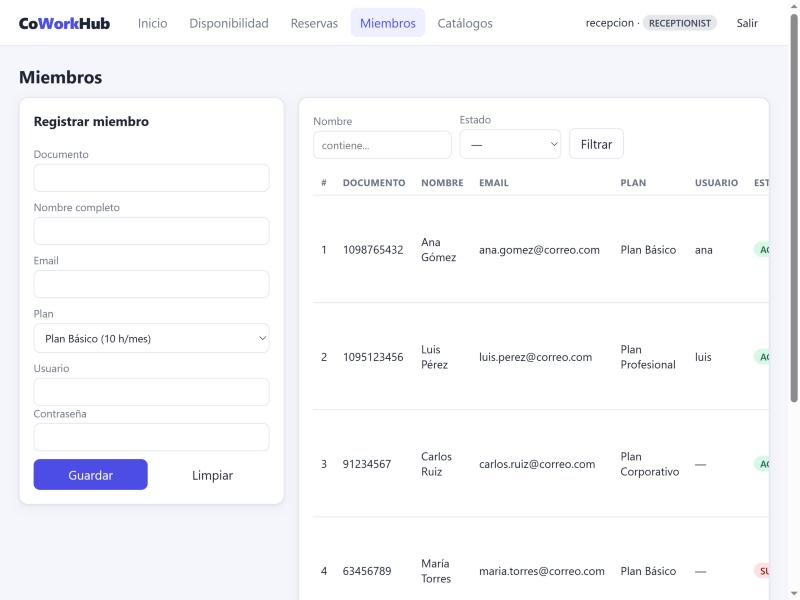 CoWorkHub Inicio Disponibilidad Reservas Miembros Catálogos recepcion · RECEPTIONIST Salir
Miembros
Registrar miembro
Documento
Nombre completo
Email
Plan
Plan Básico (10 h/mes)
Usuario
Contraseña
Guardar Limpiar
Nombre Estado
contiene... — Filtrar
# DOCUMENTO NOMBRE EMAIL PLAN USUARIO
1 1098765432 Ana Gómez ana.gomez@correo.com Plan Básico ana
2 1095123456 Luis Pérez luis.perez@correo.com Plan Profesional luis
3 91234567 Carlos Ruiz carlos.ruiz@correo.com Plan Corporativo —
4 63456789 María Torres maria.torres@correo.com Plan Básico —